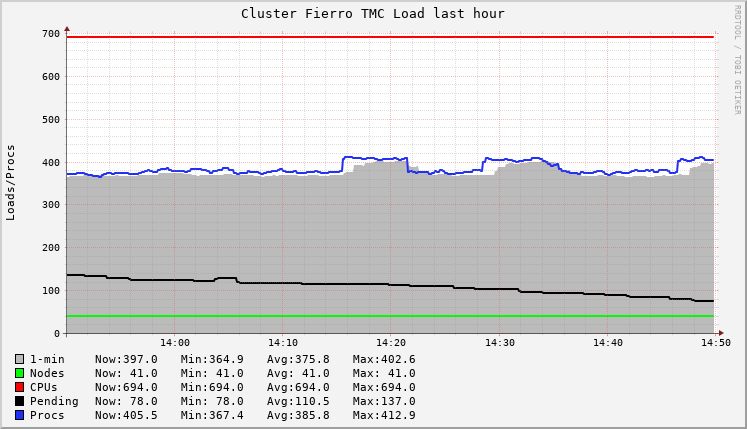 Cluster Fierro TMC Load last hour
RRDTOOL / TOBI OETIKER
Loads/Procs
700
600
500
400
300
200
100
0
14:00 14:10 14:20 14:30 14:40 14:50
1-min Now:397.0 Min:364.9 Avg:375.8 Max:402.6
Nodes Now: 41.0 Min: 41.0 Avg: 41.0 Max: 41.0
CPUs Now:694.0 Min:694.0 Avg:694.0 Max:694.0
Pending Now: 78.0 Min: 78.0 Avg:110.5 Max:137.0
Procs Now:405.5 Min:367.4 Avg:385.8 Max:412.9